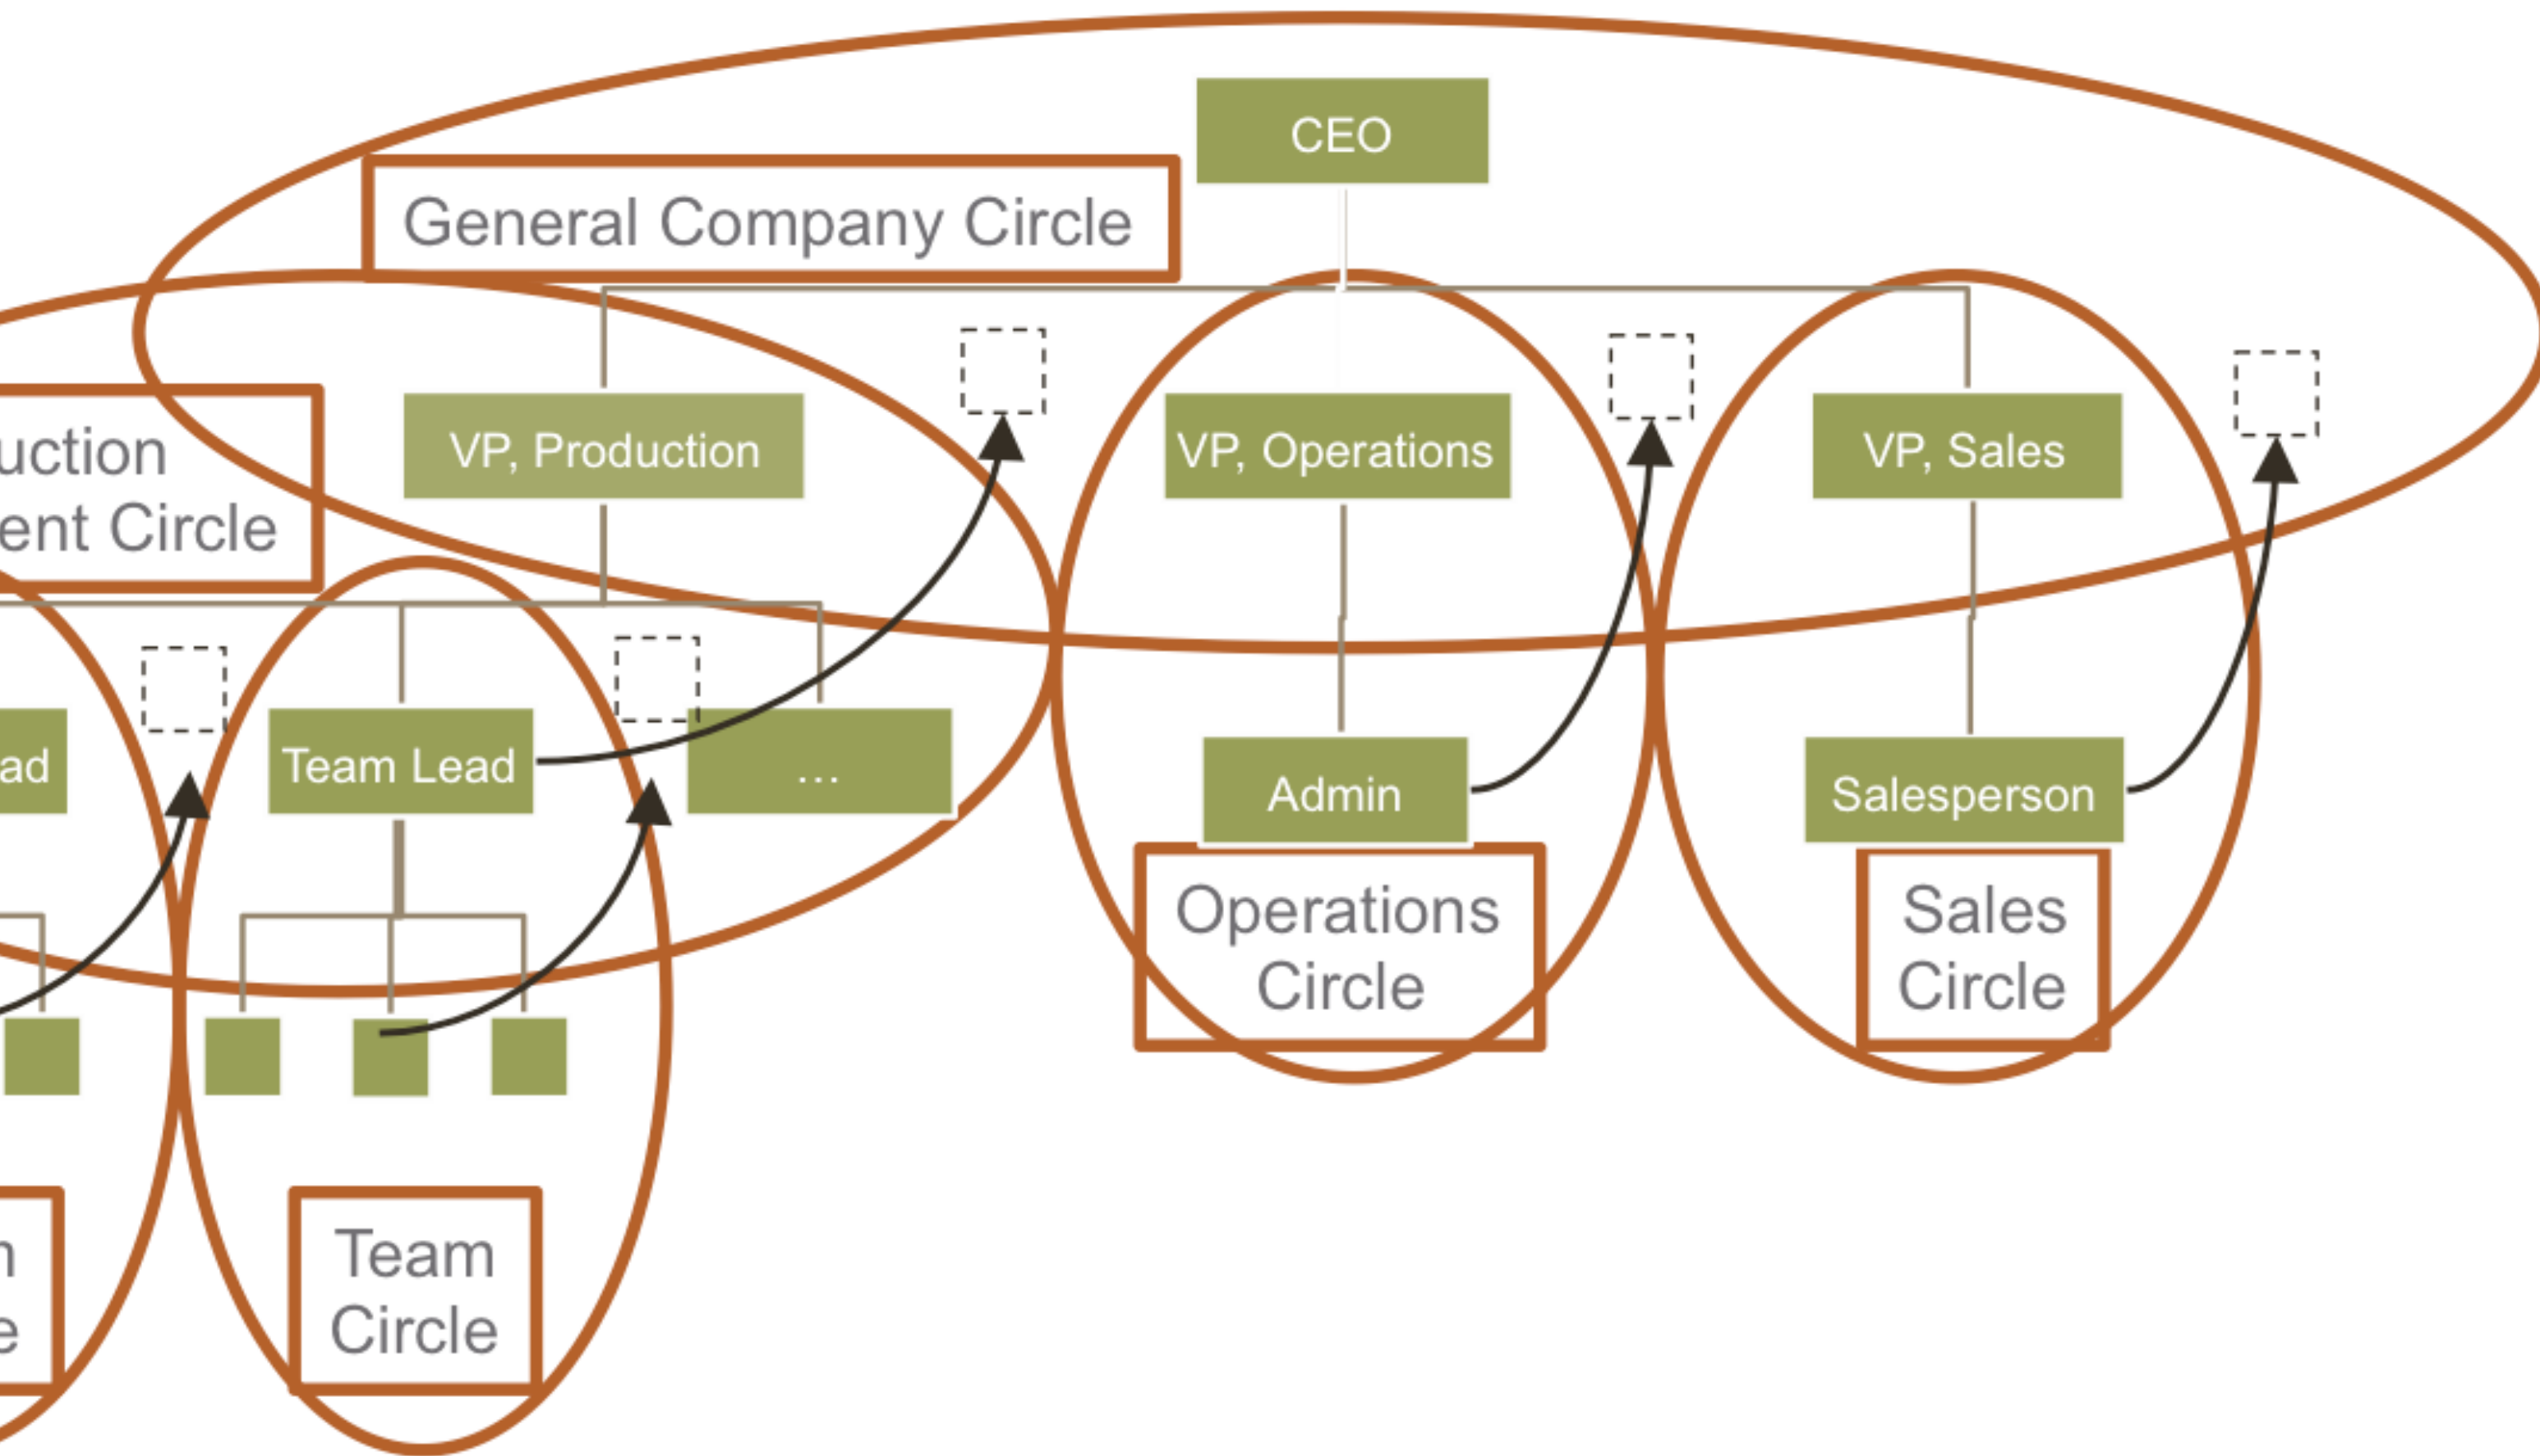 CEO
General Company Circle
VP, Production
VP, Operations
VP, Sales
uction
ent Circle
ad
Team Lead
...
Admin
Salesperson
Operations
Circle
Sales
Circle
Team
Circle